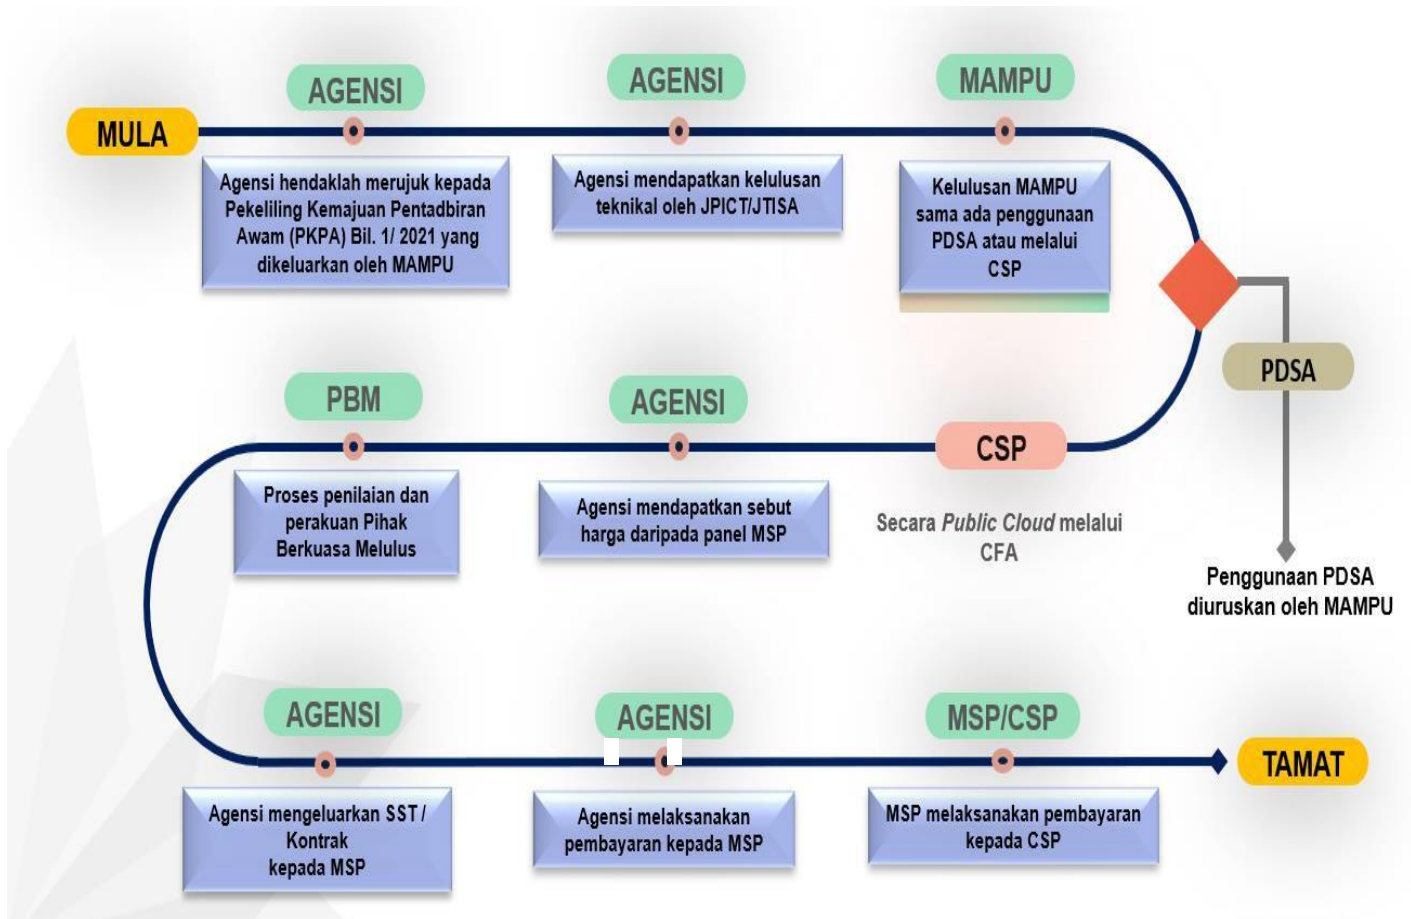 MULA
AGENSI
Agensi hendaklah merujuk kepada
Pekeliling Kemajuan Pentadbiran
Awam (PKPA) Bil. 1/ 2021 yang
dikeluarkan oleh MAMPU
AGENSI
Agensi mendapatkan kelulusan
teknikal oleh JPICT/JTISA
MAMPU
Kelulusan MAMPU
sama ada penggunaan
PDSA atau melalui
CSP
PDSA
Penggunaan PDSA
diuruskan oleh MAMPU
CSP
Secara Public Cloud melalui
CFA
AGENSI
Agensi mendapatkan sebut
harga daripada panel MSP
PBM
Proses penilaian dan
perakuan Pihak
Berkuasa Melulus
AGENSI
Agensi mengeluarkan SST /
Kontrak
kepada MSP
AGENSI
Agensi melaksanakan
pembayaran kepada MSP
MSP/CSP
MSP melaksanakan pembayaran
kepada CSP
TAMAT